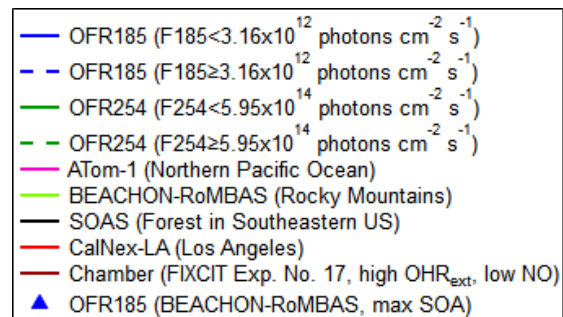 OFR185 (F185<3.16x10^12 photons cm^-2 s^-1)
OFR185 (F185≥3.16x10^12 photons cm^-2 s^-1)
OFR254 (F254<5.95x10^14 photons cm^-2 s^-1)
OFR254 (F254≥5.95x10^14 photons cm^-2 s^-1)
ATom-1 (Northern Pacific Ocean)
BEACHON-RoMBAS (Rocky Mountains)
SOAS (Forest in Southeastern US)
CalNex-LA (Los Angeles)
Chamber (FIXCIT Exp. No. 17, high OHR_ext, low NO)
OFR185 (BEACHON-RoMBAS, max SOA)